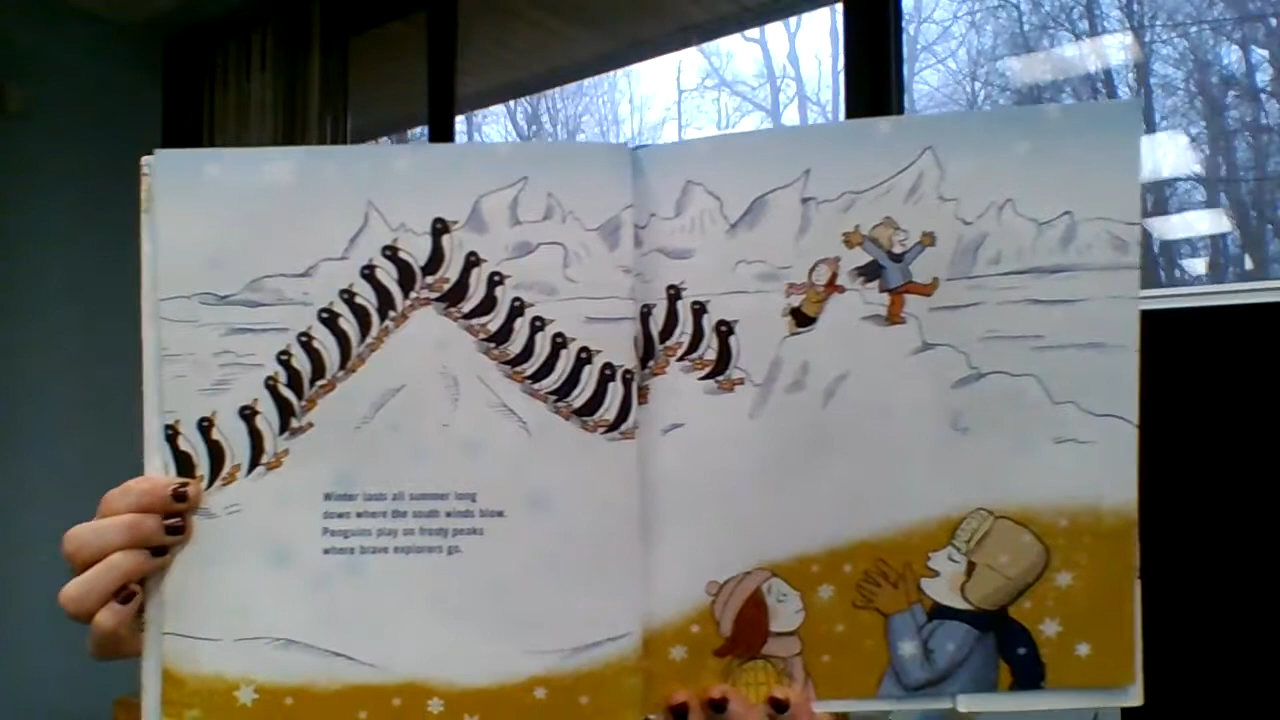 Winter lasts all summer long
down where the south winds blow.
Penguins play on frosty peaks
where brave explorers go.